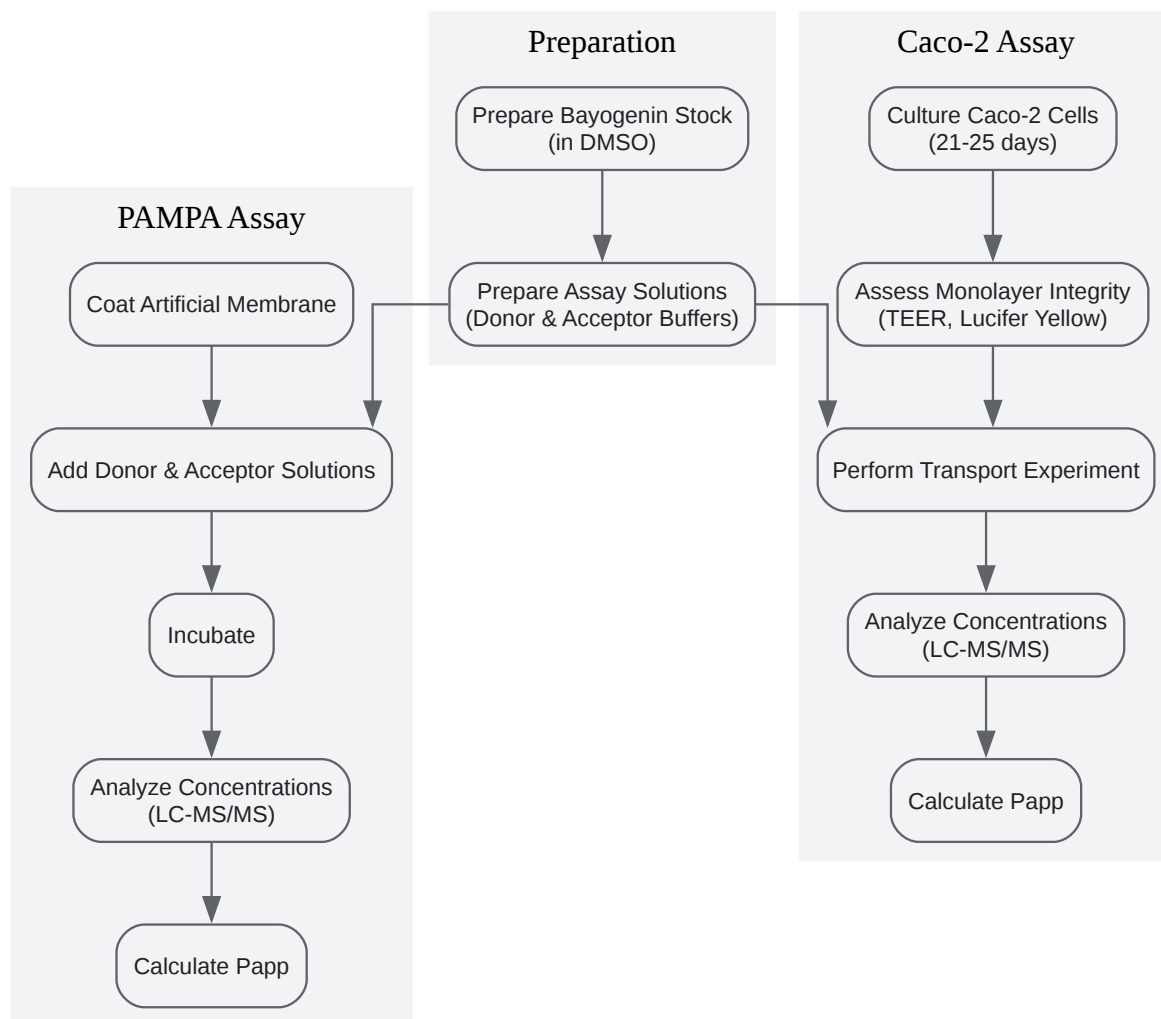 Preparation
Prepare Bayogenin Stock
(in DMSO)
Prepare Assay Solutions
(Donor & Acceptor Buffers)
PAMPA Assay
Coat Artificial Membrane
Add Donor & Acceptor Solutions
Incubate
Analyze Concentrations
(LC-MS/MS)
Calculate Papp
Caco-2 Assay
Culture Caco-2 Cells
(21-25 days)
Assess Monolayer Integrity
(TEER, Lucifer Yellow)
Perform Transport Experiment
Analyze Concentrations
(LC-MS/MS)
Calculate Papp